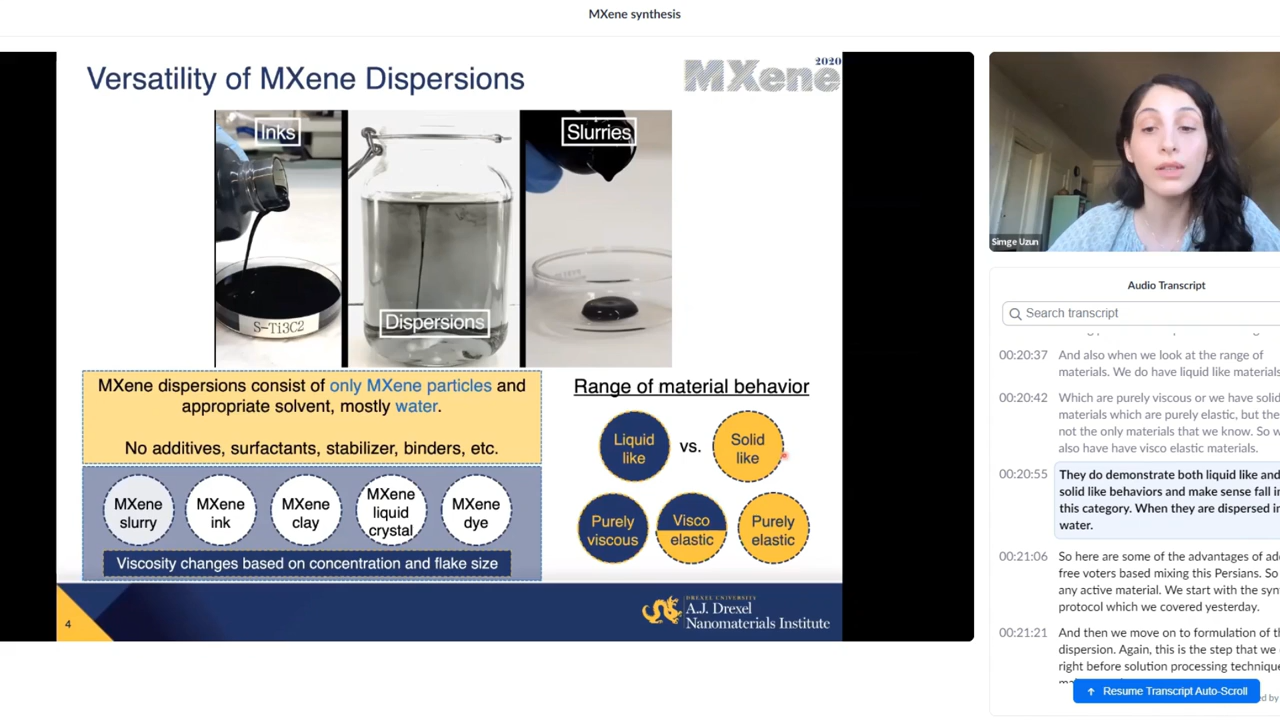 MXene synthesis
Versatility of MXene Dispersions
MXene
2020
Inks
Dispersions
Slurries
S-Ti3C2
MXene dispersions consist of only MXene particles and
appropriate solvent, mostly water.
No additives, surfactants, stabilizer, binders, etc.
MXene
slurry
MXene
ink
MXene
clay
MXene
liquid
crystal
MXene
dye
Viscosity changes based on concentration and flake size
Range of material behavior
Liquid
like
vs.
Solid
like
Purely
viscous
Visco
elastic
Purely
elastic
4
DREXEL UNIVERSITY
A.J. Drexel
Nanomaterials Institute
Simge Uzun
Audio Transcript
Search transcript
00:20:37
And also when we look at the range of
materials. We do have liquid like materials
00:20:42
Which are purely viscous or we have solid
materials which are purely elastic, but the
not the only materials that we know. So w
also have have visco elastic materials.
00:20:55
They do demonstrate both liquid like and
solid like behaviors and make sense fall in
this category. When they are dispersed in
water.
00:21:06
So here are some of the advantages of ad
free voters based mixing this Persians. So
any active material. We start with the syn
protocol which we covered yesterday.
00:21:21
And then we move on to formulation of th
dispersion. Again, this is the step that we
right before solution processing technique
Resume Transcript Auto-Scroll
ed by